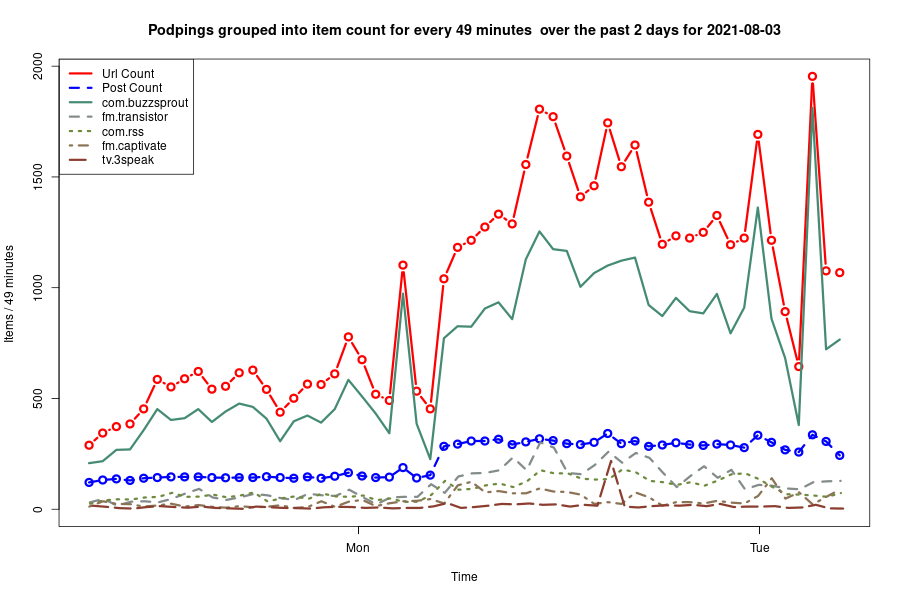 Podpings grouped into item count for every 49 minutes  over the past 2 days for 2021-08-03
Url Count
Post Count
com.buzzsprout
fm.transistor
com.rss
fm.captivate
tv.3speak
Items / 49 minutes
2000
1500
1000
500
0
Mon
Tue
Time